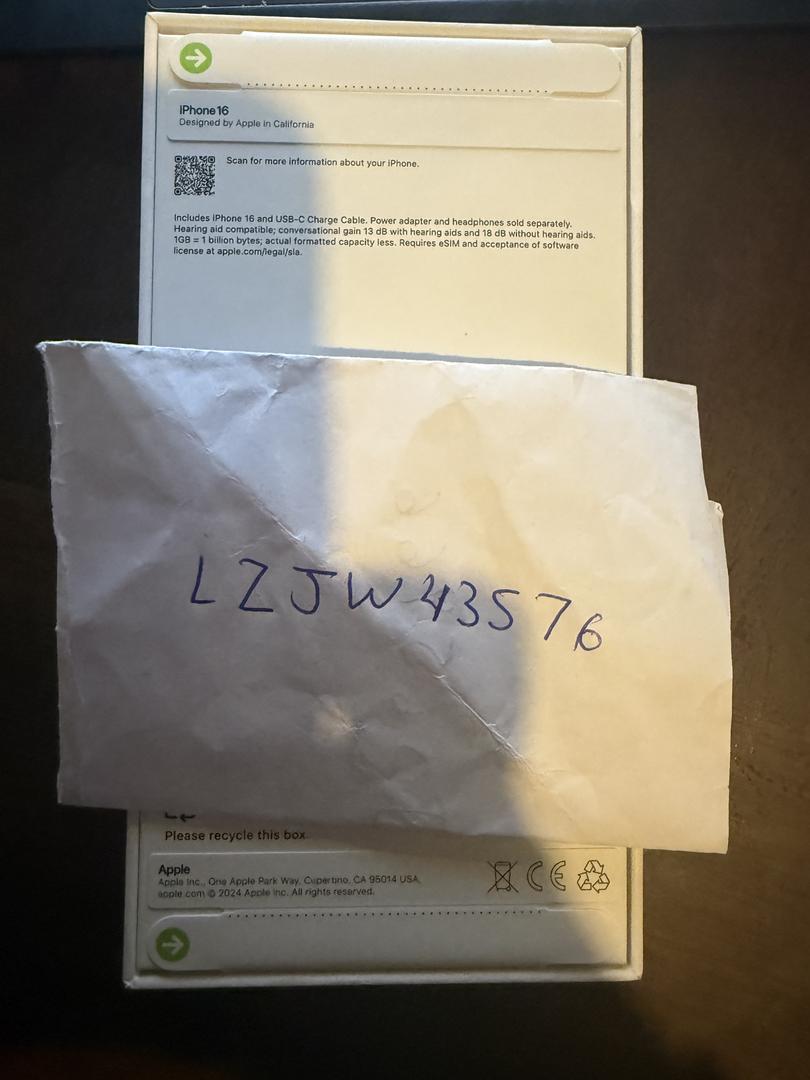 iPhone 16
Designed by Apple in California
Scan for more information about your iPhone.
Includes iPhone 16 and USB-C Charge Cable. Power adapter and headphones sold separately.
Hearing aid compatible; conversational gain 13 dB with hearing aids and 18 dB without hearing aids.
1GB = 1 billion bytes; actual formatted capacity less. Requires eSIM and acceptance of software
license at apple.com/legal/sla.
LZJW43576
Please recycle this box
Apple
Apple Inc., One Apple Park Way, Cupertino, CA 95014 USA,
apple.com © 2024 Apple Inc. All rights reserved.
CE